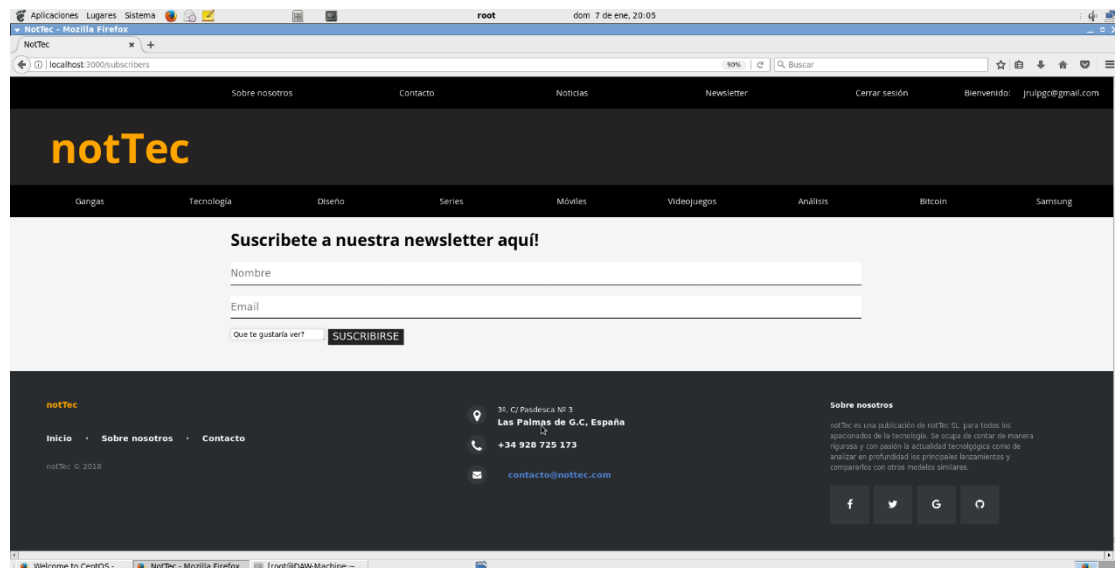 Aplicaciones Lugares Sistema root dom 7 de ene, 20:05
NotTec - Mozilla Firefox
NotTec
localhost:3000/subscribers 90% Buscar
Sobre nosotros Contacto Noticias Newsletter Cerrar sesión Bienvenido: jrulpgc@gmail.com
notTec
Gangas Tecnología Diseño Series Móviles Videojuegos Análisis Bitcoin Samsung
Suscribete a nuestra newsletter aquí!
Nombre
Email
Que te gustaría ver? SUSCRIBIRSE
notTec
Inicio · Sobre nosotros · Contacto
notTec © 2018
3º, C/ Pasdesca Nº 3
Las Palmas de G.C, España
+34 928 725 173
contacto@nottec.com
Sobre nosotros
notTec es una publicación de notTec SL. para todos los
apacionados de la tecnología. Se ocupa de contar de manera
rigurosa y con pasión la actualidad tecnolgógica como de
analizar en profundidad los principales lanzamientos y
compararlos con otros modelos similares.
Welcome to CentOS - NotTec - Mozilla Firefox [root@DAW-Machine:~